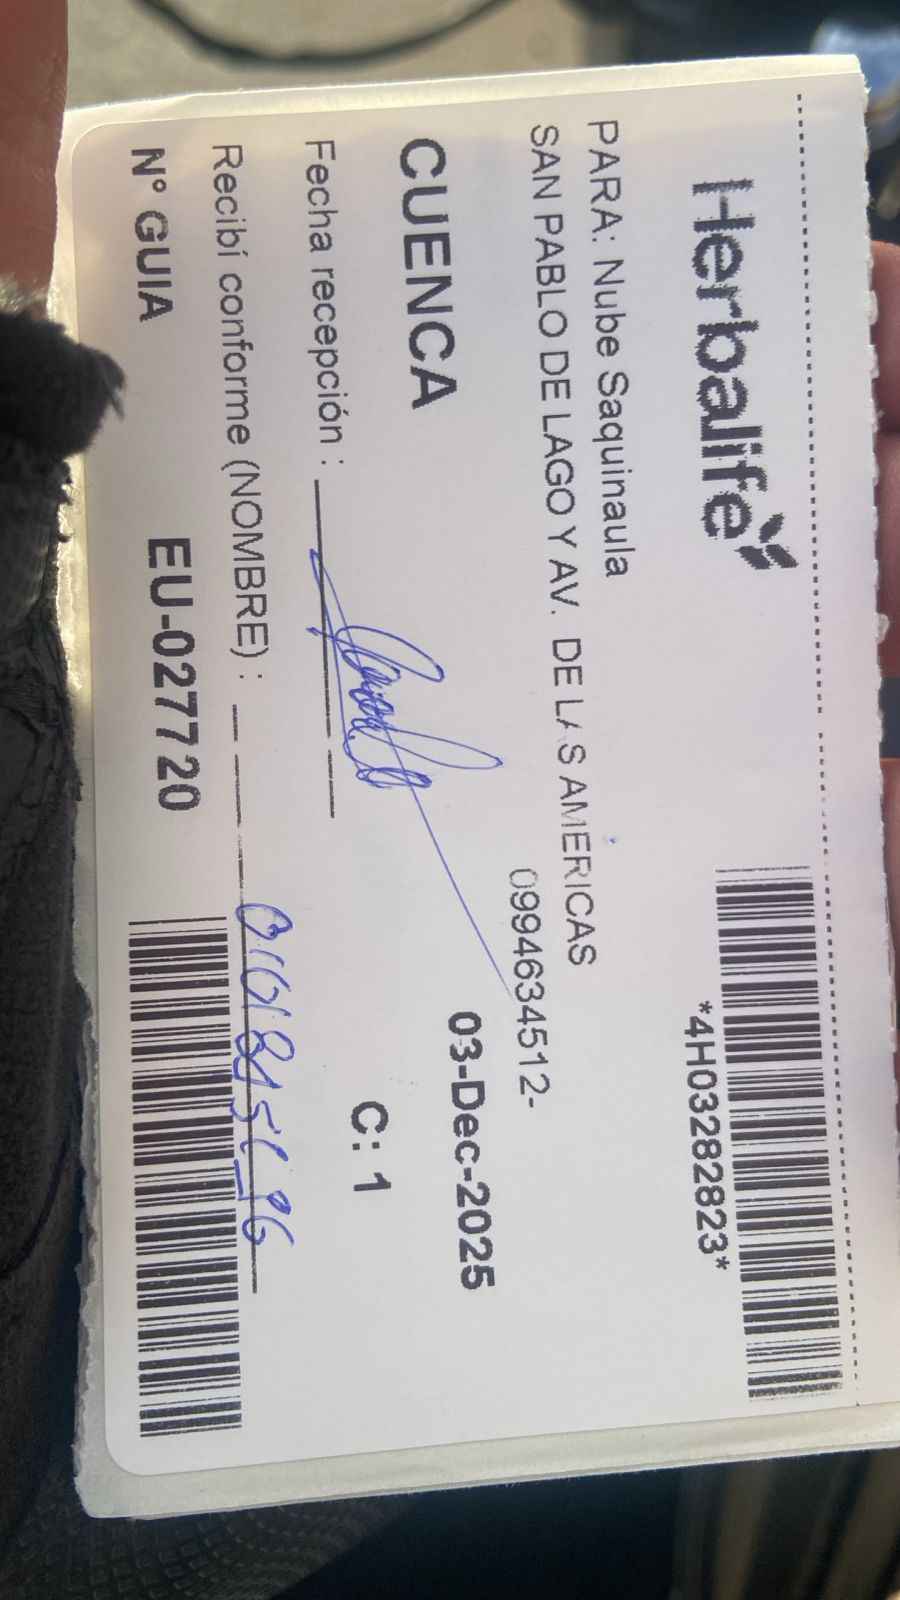 Herbalife
*4H03282823*
PARA: Nube Saquinaula
SAN PABLO DE LAGO Y AV. DE LAS AMERICAS
0994634512-
CUENCA
03-Dec-2025
Fecha recepción :
C: 1
Recibí conforme (NOMBRE) :
N° GUIA EU-027720